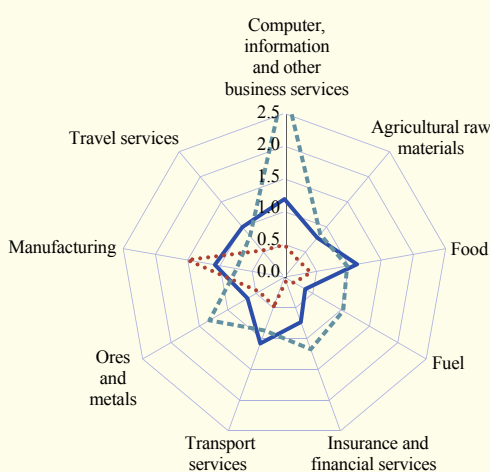 Computer,
information
and other
business services
2.5
Agricultural raw
materials
Travel services
2.0
1.5
1.0
0.5
0.0
Manufacturing
Food
Ores
and
metals
Fuel
Transport
services
Insurance and
financial services